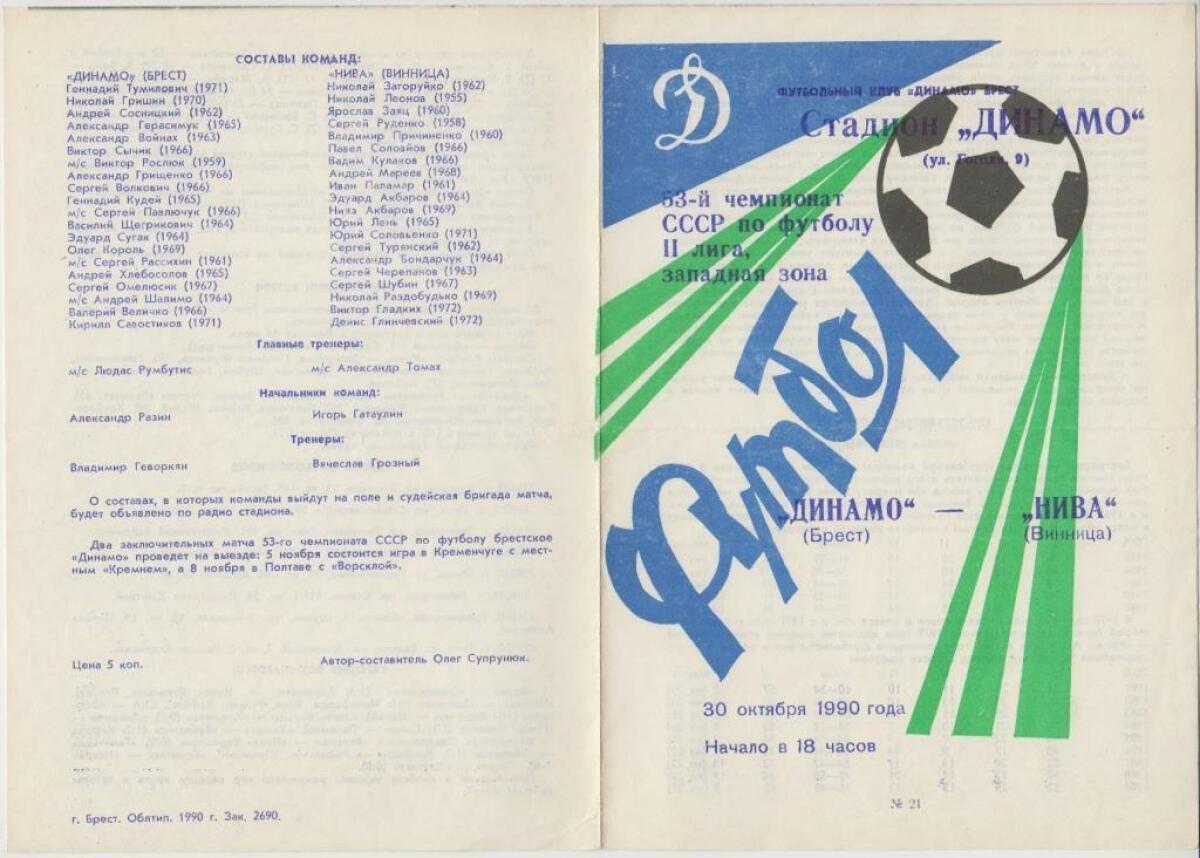 СОСТАВЫ КОМАНД:
«ДИНАМО» (БРЕСТ)
Геннадий Тумилович (1971)
Николай Гришин (1970)
Андрей Сосницкий (1962)
Александр Герасимук (1965)
Александр Войнах (1963)
Виктор Сычик (1966)
м/с Виктор Рослюк (1959)
Александр Грищенко (1966)
Сергей Волкович (1966)
Геннадий Кудей (1965)
м/с Сергей Павлючук (1966)
Василий Щегрикович (1964)
Эдуард Сугак (1964)
Олег Король (1969)
м/с Сергей Рассихин (1961)
Андрей Хлебосолов (1965)
Сергей Омелюсик (1967)
м/с Андрей Шалимо (1964)
Валерий Величко (1966)
Кирилл Савостиков (1971)
«НИВА» (ВИННИЦА)
Николай Загоруйко (1962)
Николай Леонов (1955)
Ярослав Заяц (1960)
Сергей Руденко (1958)
Владимир Причиненко (1960)
Павел Соловйов (1966)
Вадим Кулаков (1966)
Андрей Мареев (1968)
Иван Паламар (1961)
Эдуард Акбаров (1964)
Нияз Акбаров (1969)
Юрий Лень (1965)
Юрий Соловьенко (1971)
Сергей Турянский (1962)
Александр Бондарчук (1964)
Сергей Черепанов (1963)
Сергей Шубин (1967)
Николай Раздобудько (1969)
Виктор Гладких (1972)
Денис Глинчевский (1972)
Главные тренеры:
м/с Людас Румбутис
м/с Александр Томах
Начальники команд:
Александр Разин
Игорь Гатаулин
Тренеры:
Владимир Геворкян
Вячеслав Грозный
О составах, в которых команды выйдут на поле и судейская бригада матча,
будет объявлено по радио стадиона.
Два заключительных матча 53-го чемпионата СССР по футболу брестское
«Динамо» проведет на выезде: 5 ноября состоится игра в Кременчуге с мест-
ным «Кремнем», а 8 ноября в Полтаве с «Ворсклой».
Цена 5 коп.
Автор-составитель Олег Супрунюк.
г. Брест. Облтип. 1990 г. Зак. 2690.
Д
ФУТБОЛЬНЫЙ КЛУБ «ДИНАМО» БРЕСТ
Стадион „ДИНАМО“
(ул. Гоголя, 9)
53-й чемпионат
СССР по футболу
II лига,
западная зона
Футбол
„ДИНАМО“ — „НИВА“
(Брест) (Винница)
30 октября 1990 года
Начало в 18 часов
№ 21